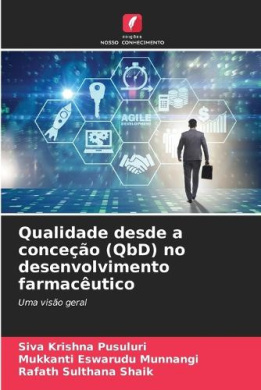 edições
NOSSO CONHECIMENTO
AGILE
DEVELOPMENT
Qualidade desde a
conceção (QbD) no
desenvolvimento
farmacêutico
Uma visão geral
Siva Krishna Pusuluri
Mukkanti Eswarudu Munnangi
Rafath Sulthana Shaik